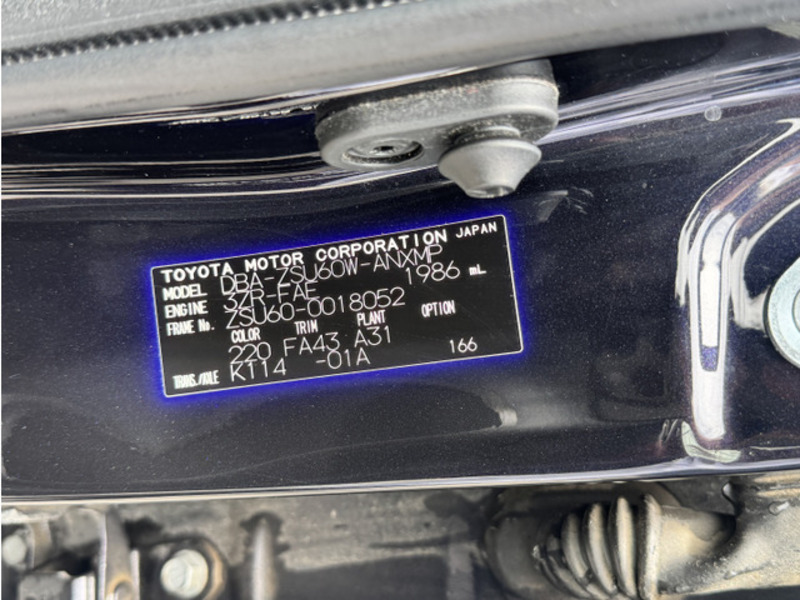 TOYOTA MOTOR CORPORATION JAPAN
MODEL DBA-ZSU60W-ANXMP
ENGINE 3ZR-FAE 1986 mL
FRAME No. ZSU60-0018052
COLOR TRIM PLANT OPTION
220 FA43 A31
TRANS./AXLE K114 -01A 166